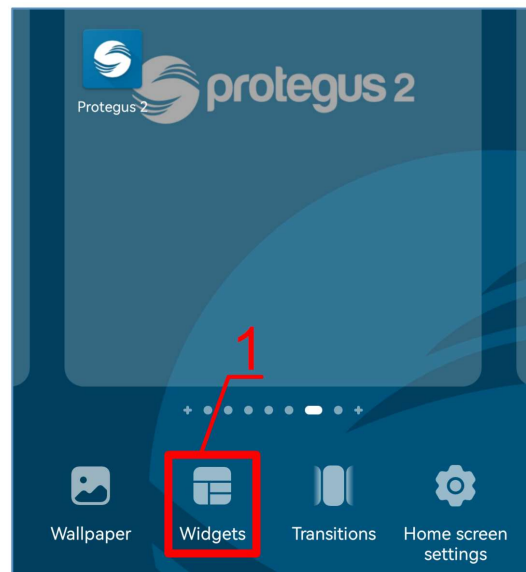 protegus 2
Protegus 2
1
Wallpaper
Widgets
Transitions
Home screen
settings